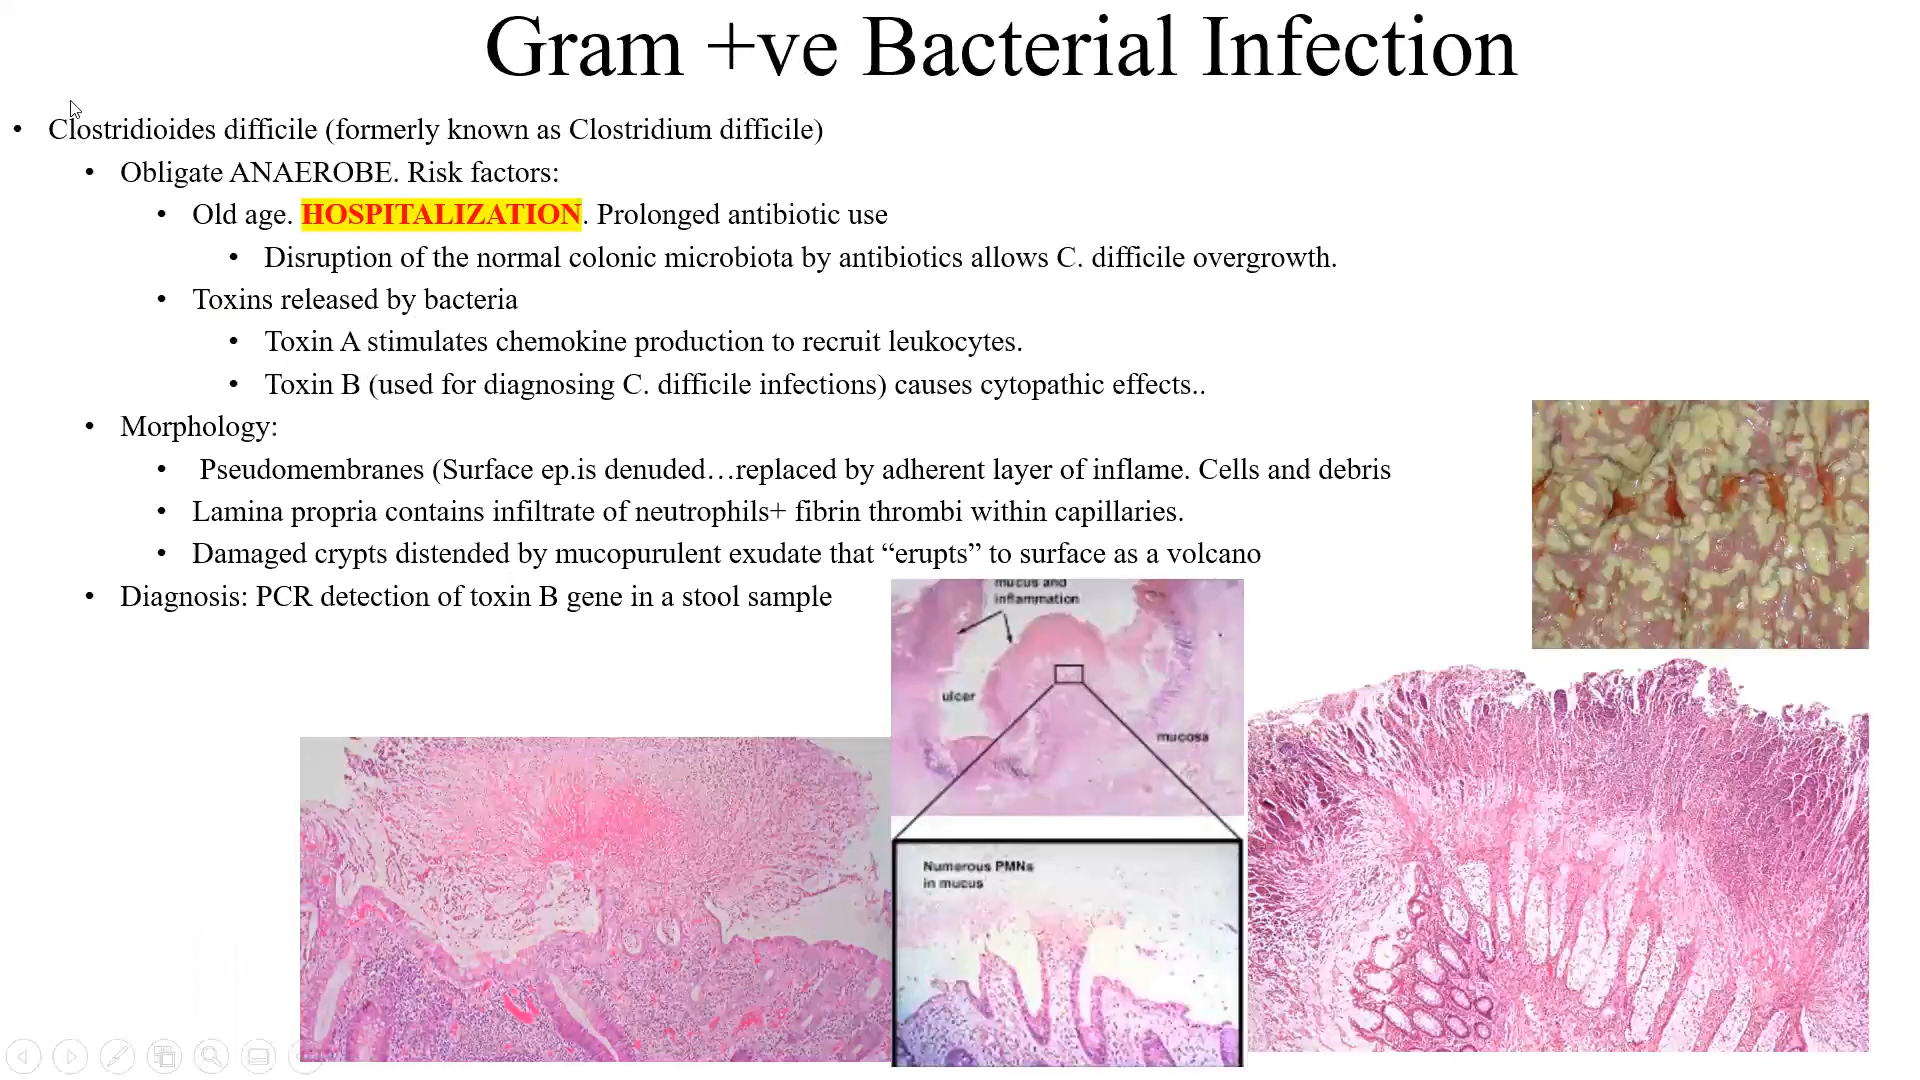 Gram +ve Bacterial Infection
• Clostridioides difficile (formerly known as Clostridium difficile)
• Obligate ANAEROBE. Risk factors:
• Old age. HOSPITALIZATION. Prolonged antibiotic use
• Disruption of the normal colonic microbiota by antibiotics allows C. difficile overgrowth.
• Toxins released by bacteria
• Toxin A stimulates chemokine production to recruit leukocytes.
• Toxin B (used for diagnosing C. difficile infections) causes cytopathic effects..
• Morphology:
• Pseudomembranes (Surface ep.is denuded…replaced by adherent layer of inflame. Cells and debris
• Lamina propria contains infiltrate of neutrophils+ fibrin thrombi within capillaries.
• Damaged crypts distended by mucopurulent exudate that “erupts” to surface as a volcano
• Diagnosis: PCR detection of toxin B gene in a stool sample
mucus and
inflammation
ulcer
mucosa
Numerous PMNs
in mucus